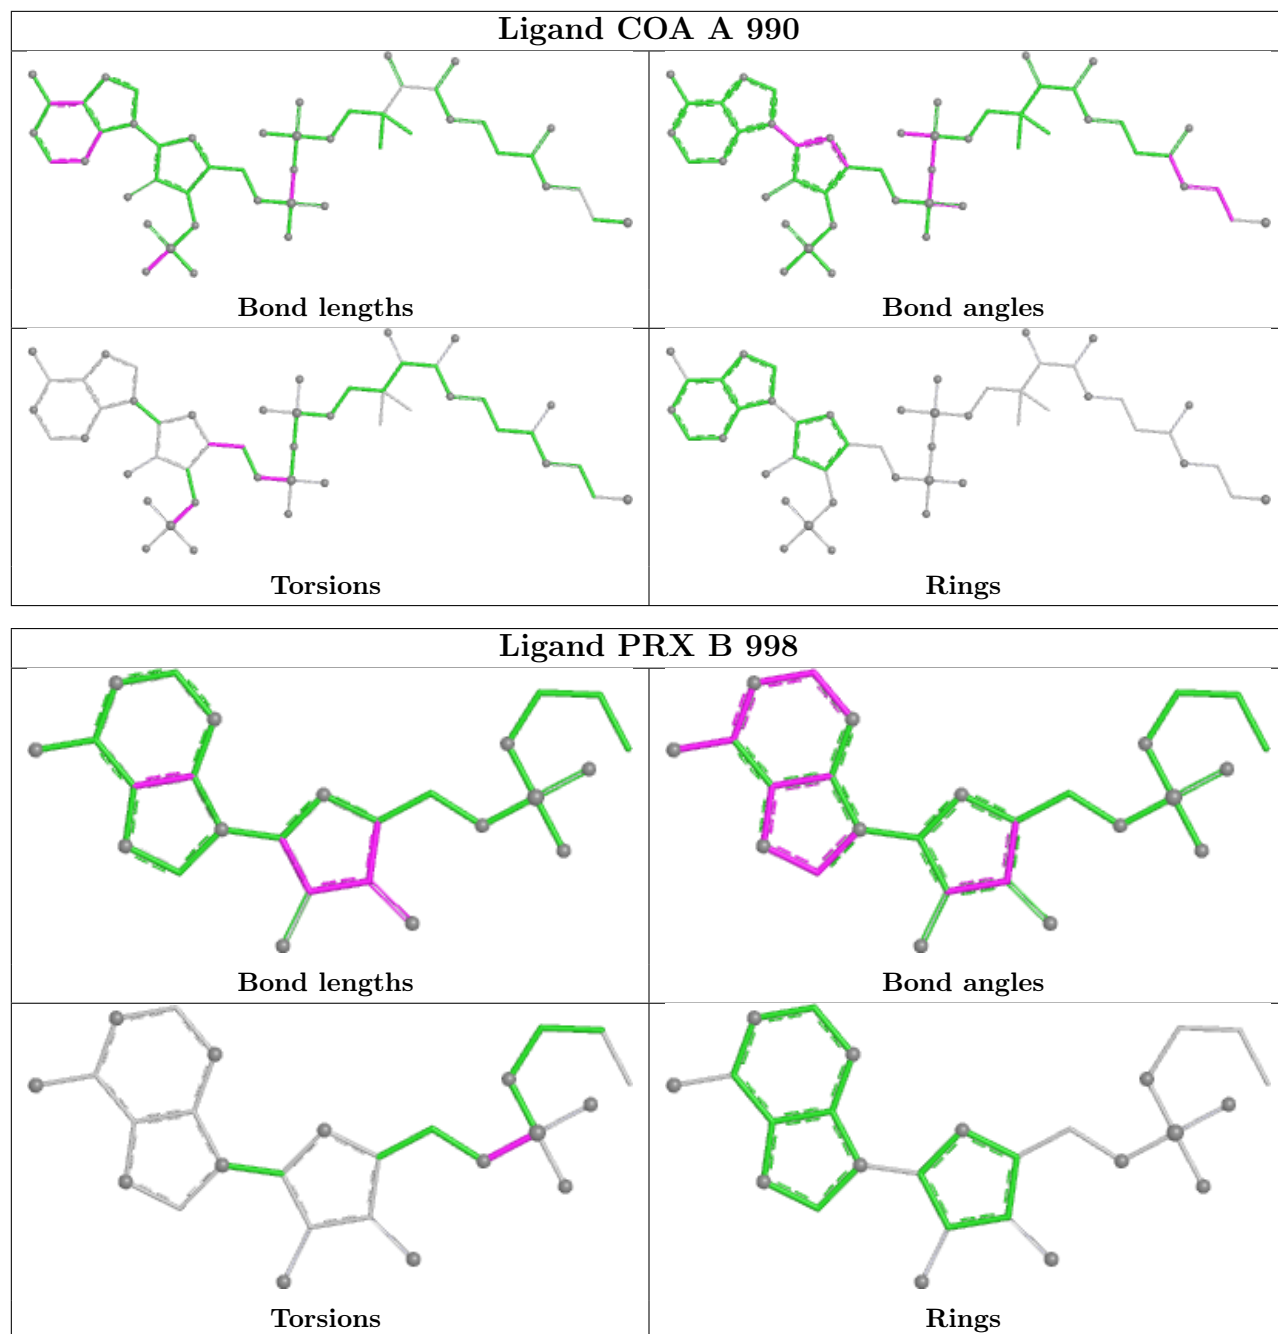 Ligand COA A 990
Bond lengths
Bond angles
Torsions
Rings
Ligand PRX B 998
Bond lengths
Bond angles
Torsions
Rings